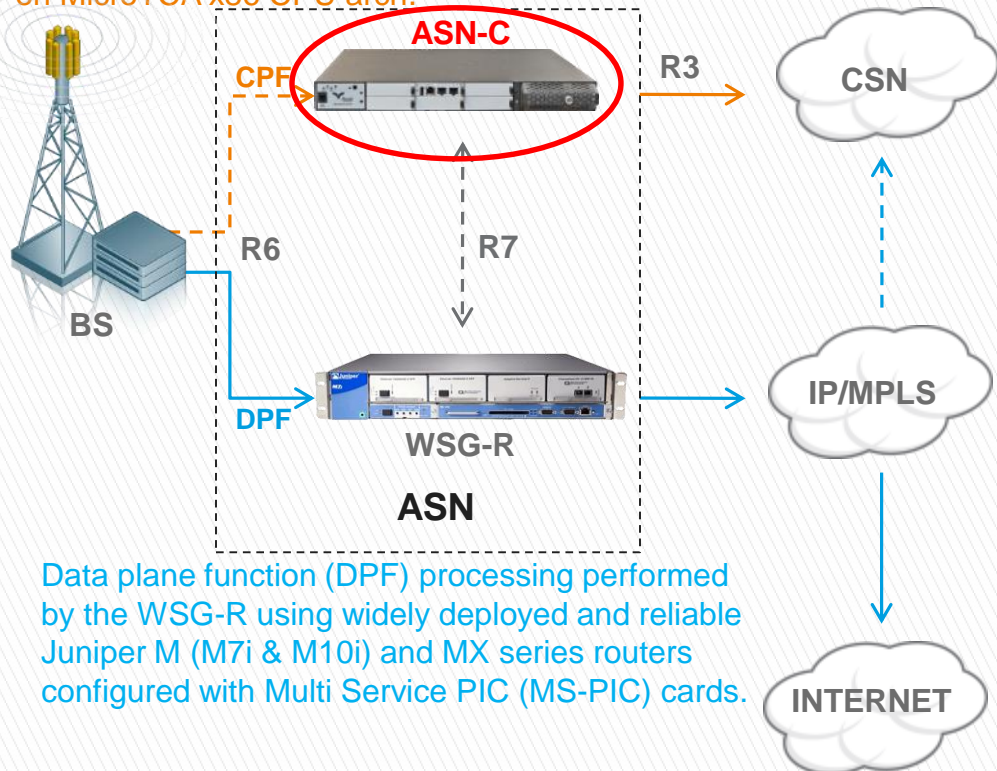 ASN-C
CPF
R3
CSN
R6
R7
BS
Juniper
DPF
WSG-R
IP/MPLS
ASN
Data plane function (DPF) processing performed
by the WSG-R using widely deployed and reliable
Juniper M (M7i & M10i) and MX series routers
configured with Multi Service PIC (MS-PIC) cards.
INTERNET